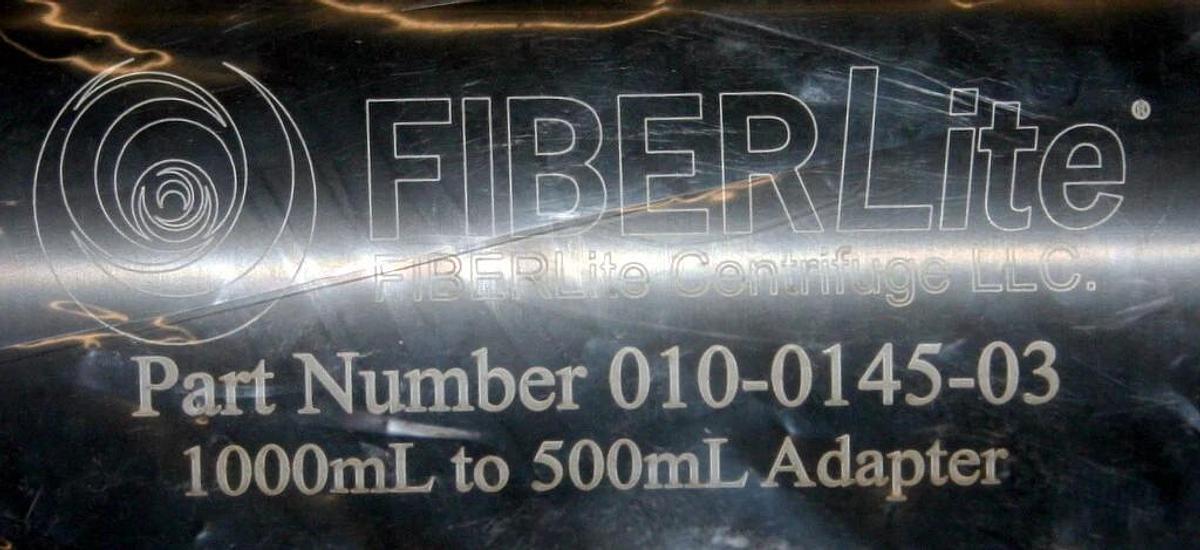 FIBERLite®
FIBERLite Centrifuge LLC.
Part Number 010-0145-03
1000mL to 500mL Adapter